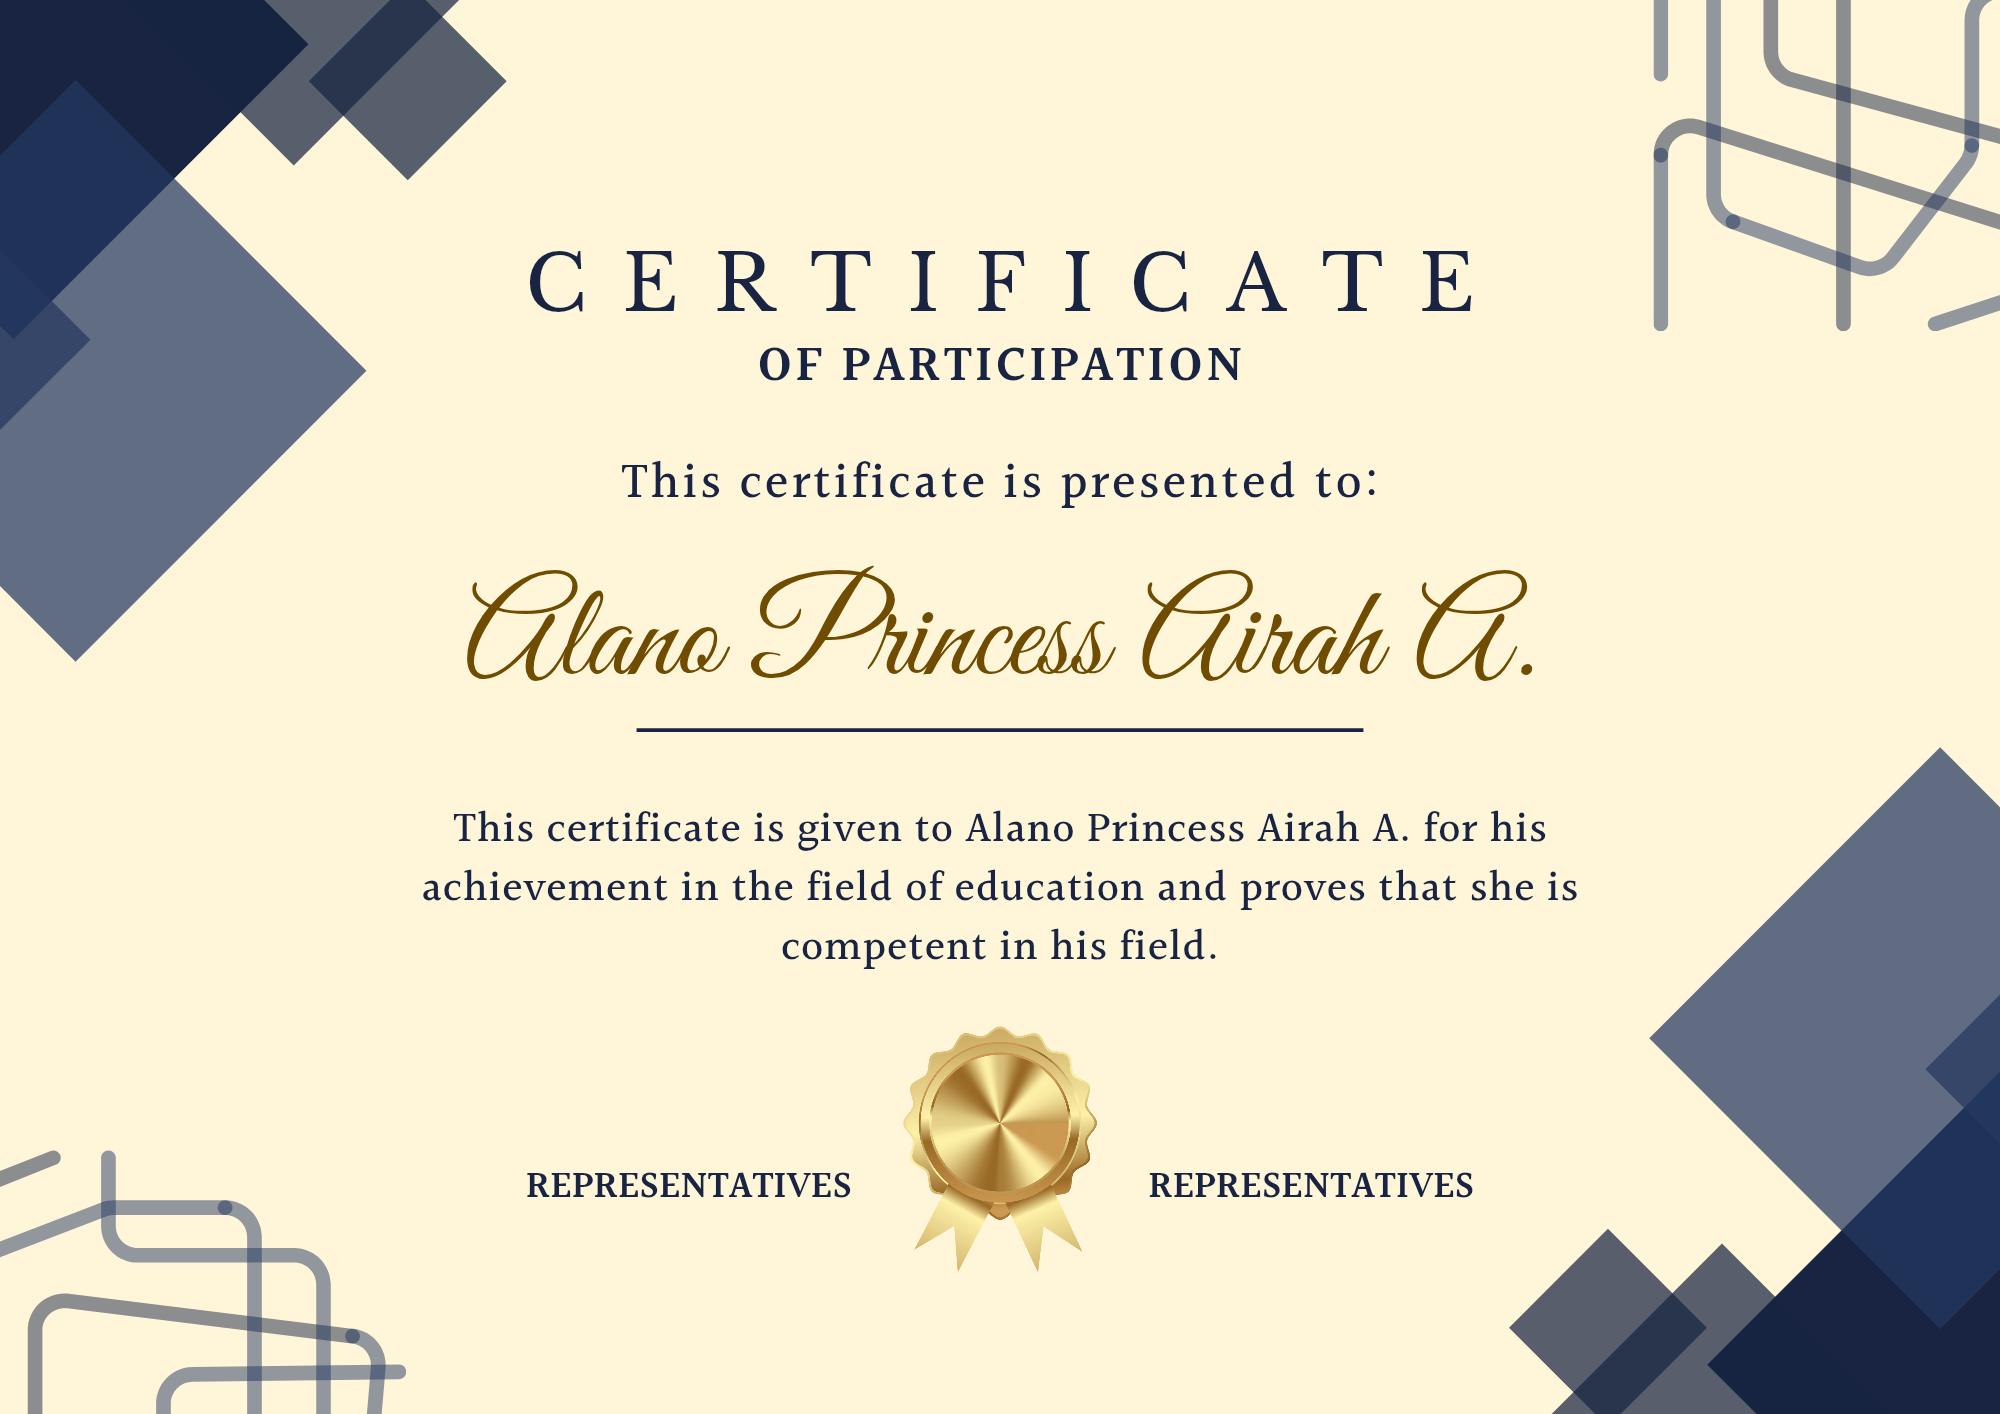 CERTIFICATE
OF PARTICIPATION
This certificate is presented to:
Alano Princess Airah A.
This certificate is given to Alano Princess Airah A. for his
achievement in the field of education and proves that she is
competent in his field.
REPRESENTATIVES
REPRESENTATIVES